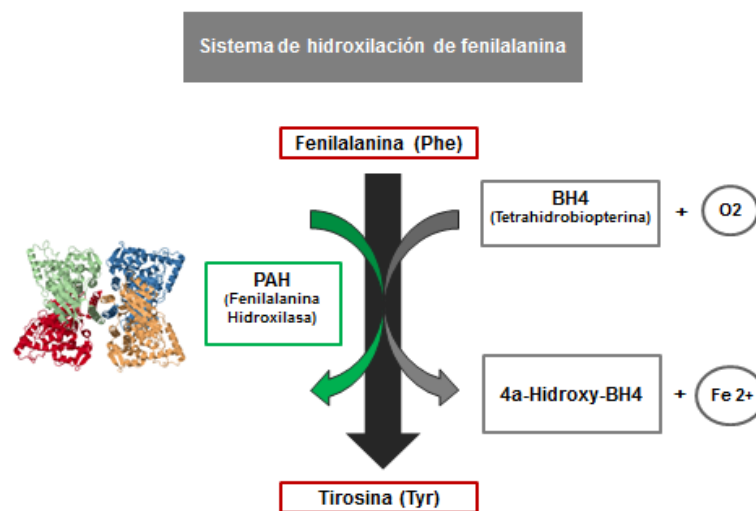 Sistema de hidroxilación de fenilalanina
Fenilalanina (Phe)
BH4
(Tetrahidrobiopterina)
+
O2
PAH
(Fenilalanina
Hidroxilasa)
4a-Hidroxy-BH4
+
Fe 2+
Tirosina (Tyr)